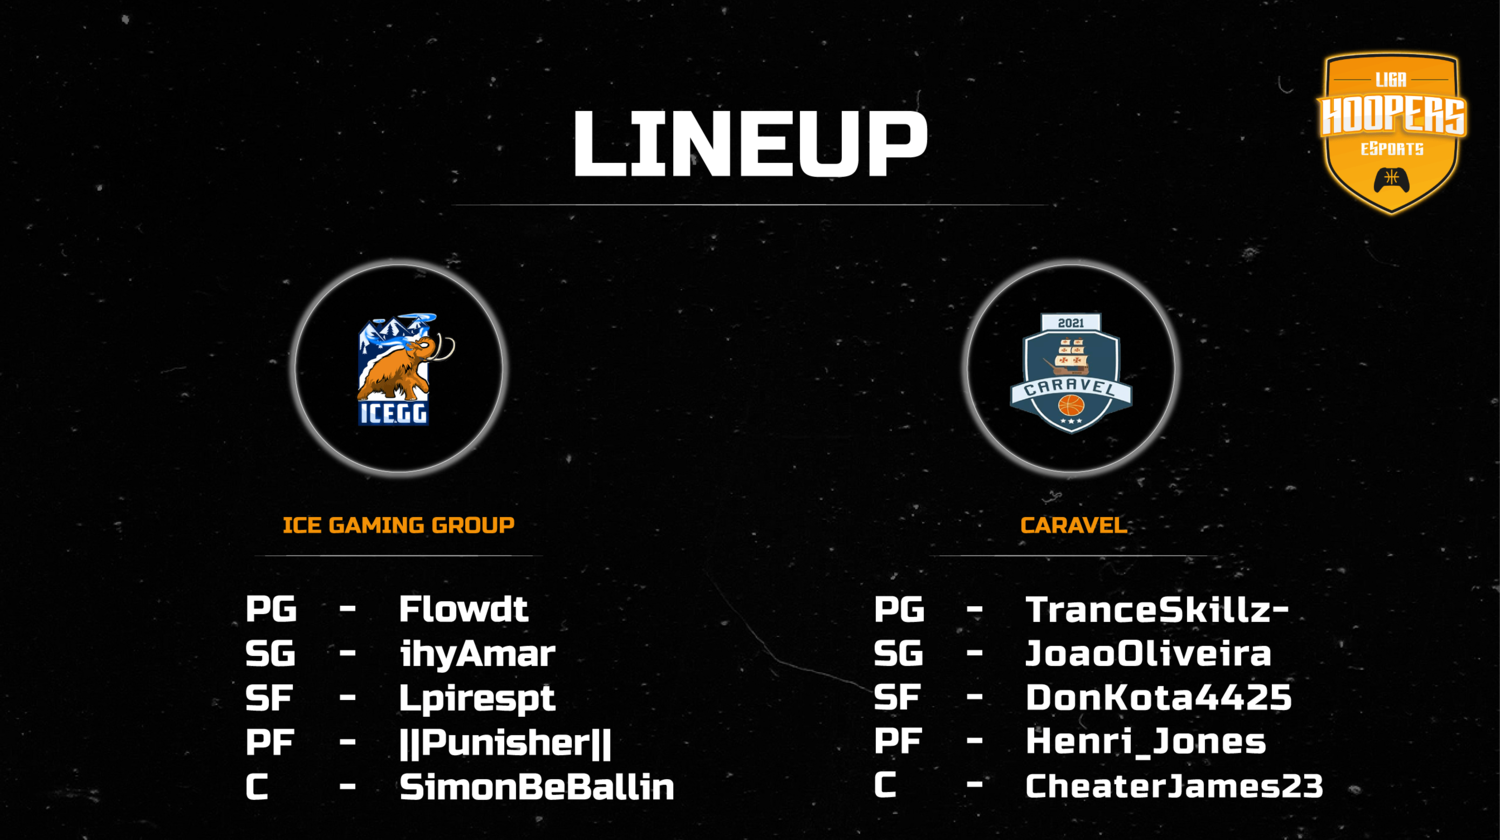 LIGA
HOOPERS
ESPORTS
LINEUP
ICEGG
ICE GAMING GROUP
PG - Flowdt
SG - ihyAmar
SF - Lpirespt
PF - ||Punisher||
C - SimonBeBallin
2021
CARAVEL
CARAVEL
PG - TranceSkillz-
SG - JoaoOliveira
SF - DonKota4425
PF - Henri_Jones
C - CheaterJames23